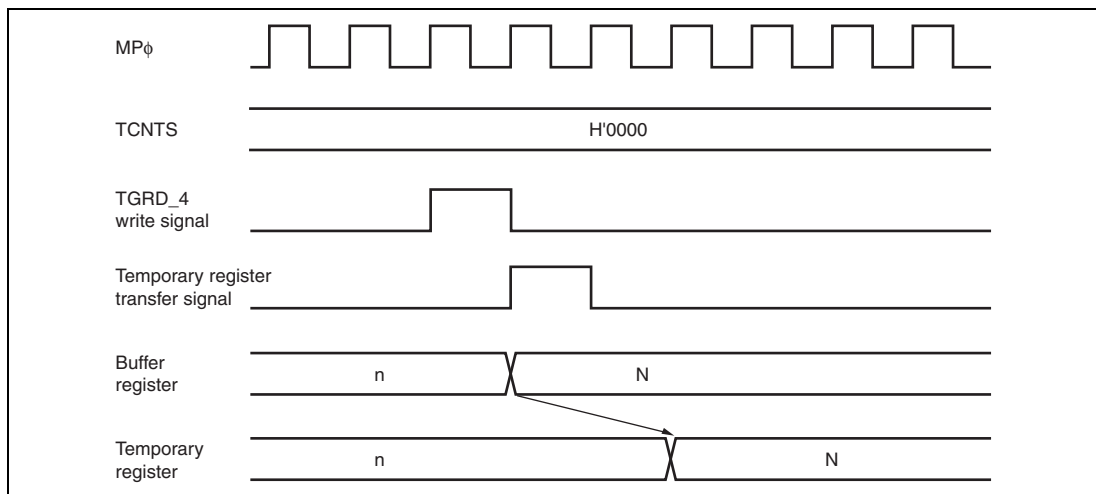 MPϕ
TCNTS
H'0000
TGRD_4
write signal
Temporary register
transfer signal
Buffer
register
n
N
Temporary
register
n
N